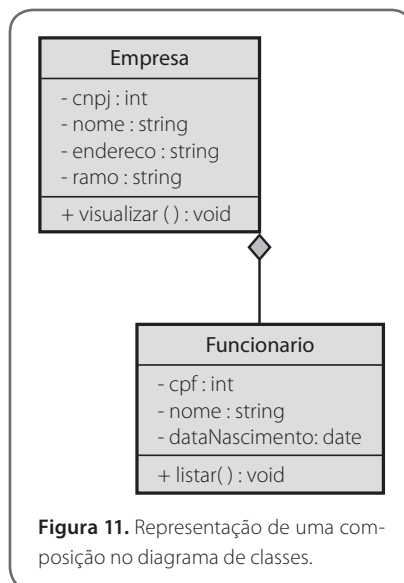 Empresa
- cnpj : int
- nome : string
- endereco : string
- ramo : string
+ visualizar ( ) : void
Funcionario
- cpf : int
- nome : string
- dataNascimento: date
+ listar( ) : void
Figura 11. Representação de uma com-
posição no diagrama de classes.